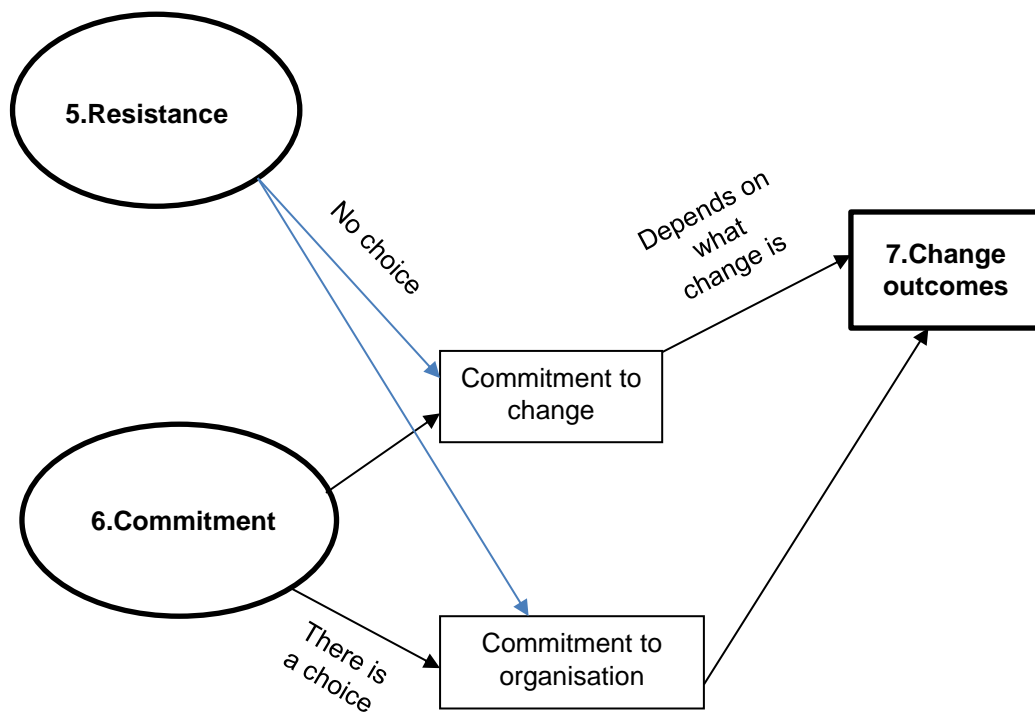 5.Resistance
No choice
Depends on
what
change is
7.Change
outcomes
Commitment to
change
6.Commitment
There is
a choice
Commitment to
organisation